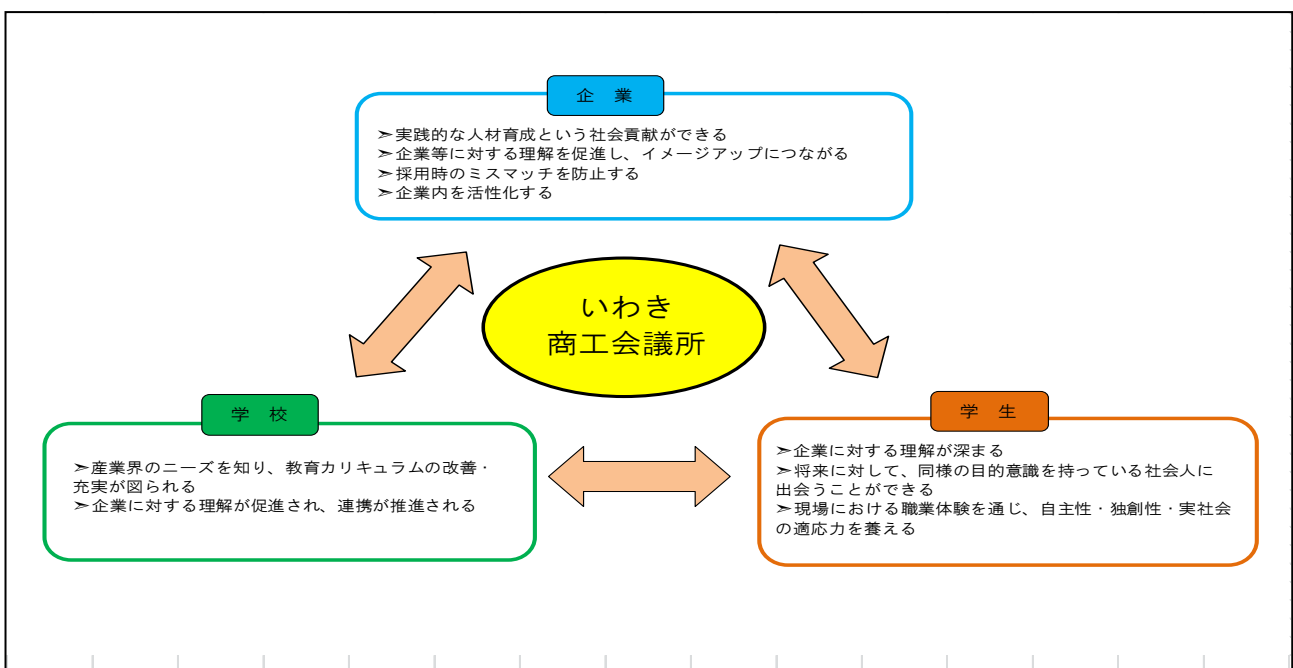 企　業
➣実践的な人材育成という社会貢献ができる
➣企業等に対する理解を促進し、イメージアップにつながる
➣採用時のミスマッチを防止する
➣企業内を活性化する
いわき
商工会議所
学　校
➣産業界のニーズを知り、教育カリキュラムの改善・
充実が図られる
➣企業に対する理解が促進され、連携が推進される
学　生
➣企業に対する理解が深まる
➣将来に対して、同様の目的意識を持っている社会人に
出会うことができる
➣現場における職業体験を通じ、自主性・独創性・実社会
の適応力を養える